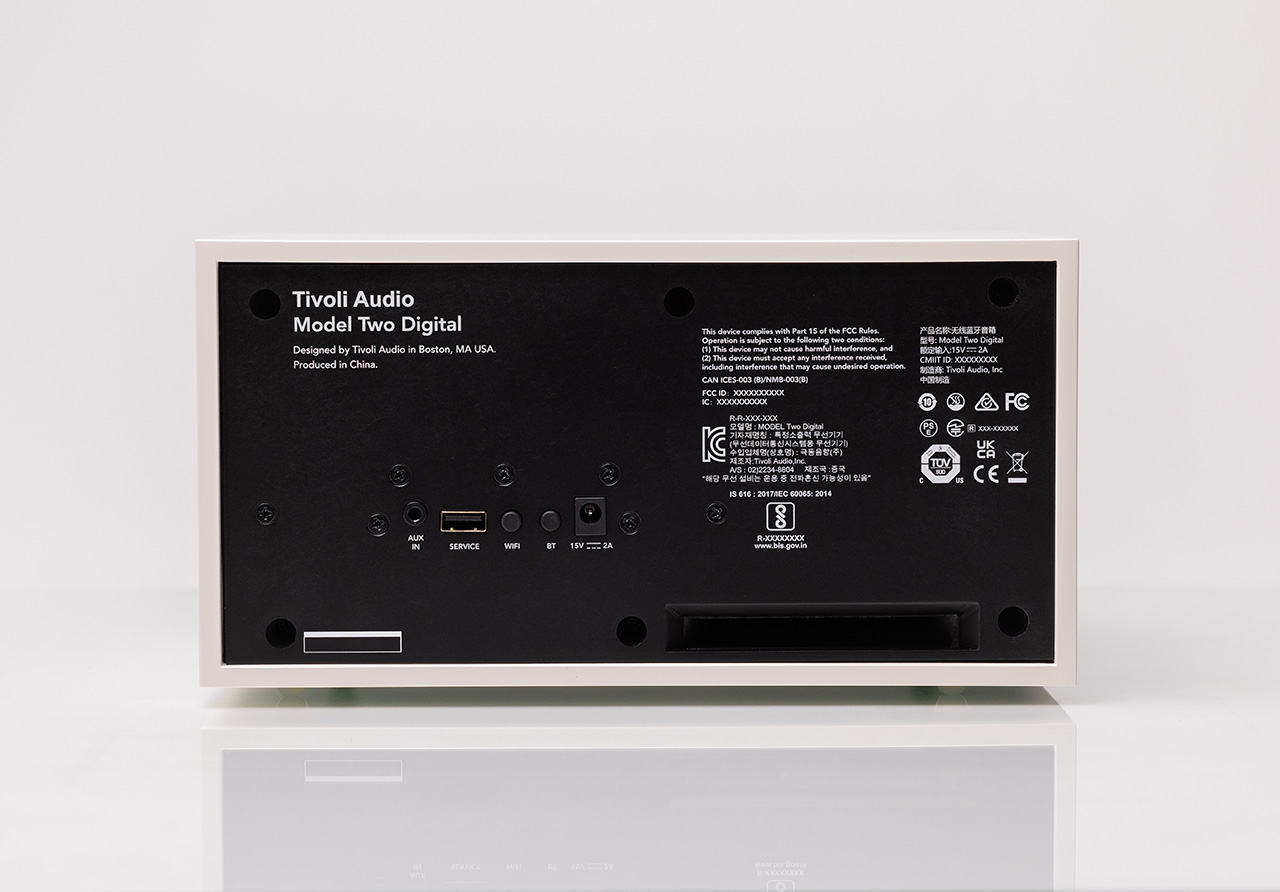 Tivoli Audio
Model Two Digital
Designed by Tivoli Audio in Boston, MA USA.
Produced in China.
AUX
IN
SERVICE
WIFI
BT
15V ⎓ 2A
This device complies with Part 15 of the FCC Rules.
Operation is subject to the following two conditions:
(1) This device may not cause harmful interference, and
(2) This device must accept any interference received,
including interference that may cause undesired operation.
CAN ICES-003 (B)/NMB-003(B)
FCC ID: XXXXXXXXXX
IC: XXXXXXXXXX
R-R-XXX-XXX
모델명 : MODEL Two Digital
기자재명칭 : 특정소출력 무선기기
(무선데이터통신시스템용 무선기기)
수입업체명(상호명) : 극동음향(주)
제조자:Tivoli Audio,Inc.
A/S : 02)2234-8804 제조국 :중국
"해당 무선 설비는 운용 중 전파혼신 가능성이 있음"
IS 616 : 2017/IEC 60065: 2014
R-XXXXXXXX
www.bis.gov.in
产品名称:无线蓝牙音箱
型号: Model Two Digital
额定输入:15V⎓2A
CMIIT ID: XXXXXXXXX
制造商: Tivoli Audio, Inc
中国制造
10
FC
PS
E
R XXX-XXXXXX
TÜV
SÜD
C US
UK
CA
CE